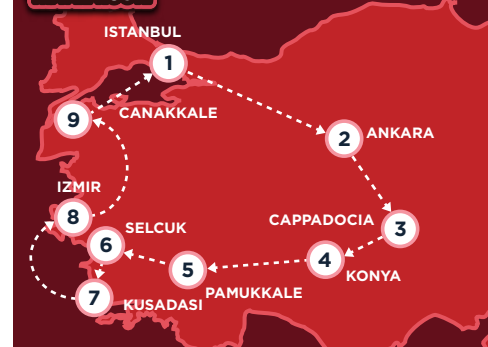 ISTANBUL
1
9
CANAKKALE
2
ANKARA
IZMIR
8
SELCUK
6
CAPPADOCIA
3
5
4
KONYA
PAMUKKALE
7
KUSADASI